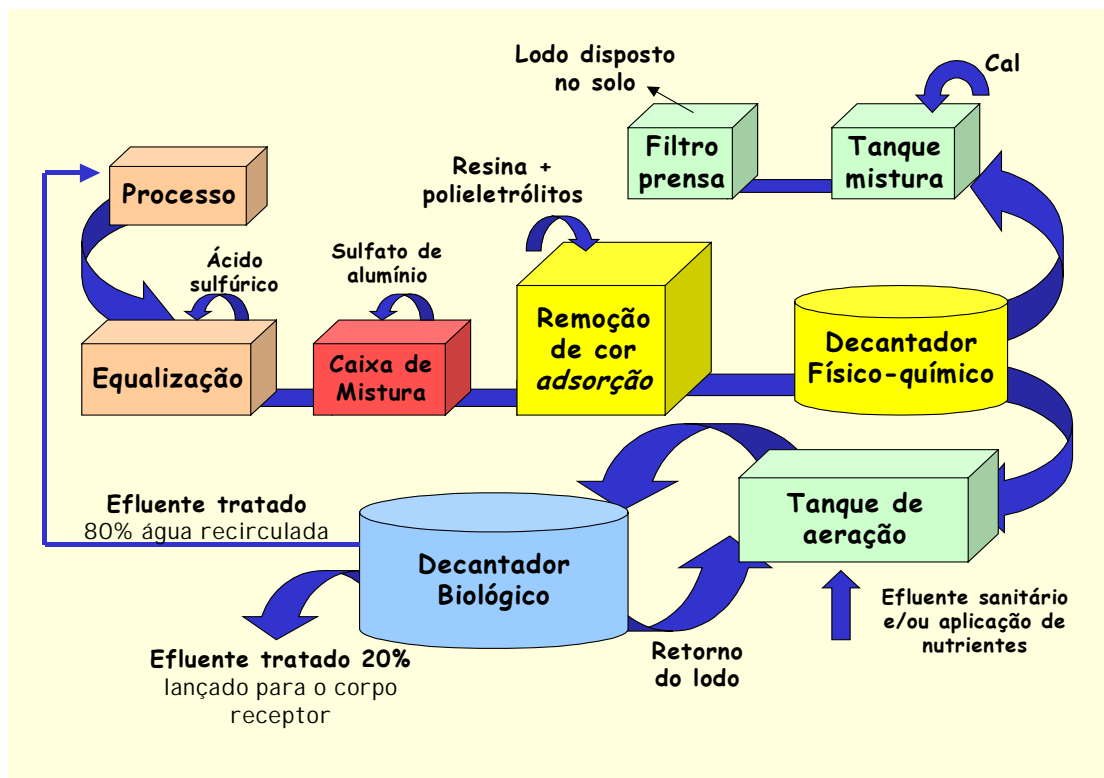 Lodo disposto
no solo
Cal
Filtro
prensa
Tanque
mistura
Resina +
polieletrólitos
Processo
Ácido
sulfúrico
Sulfato de
alumínio
Equalização
Caixa de
Mistura
Remoção
de cor
adsorção
Decantador
Físico-químico
Efluente tratado
80% água recirculada
Decantador
Biológico
Tanque de
aeração
Efluente sanitário
e/ou aplicação de
nutrientes
Retorno
do lodo
Efluente tratado 20%
lançado para o corpo
receptor